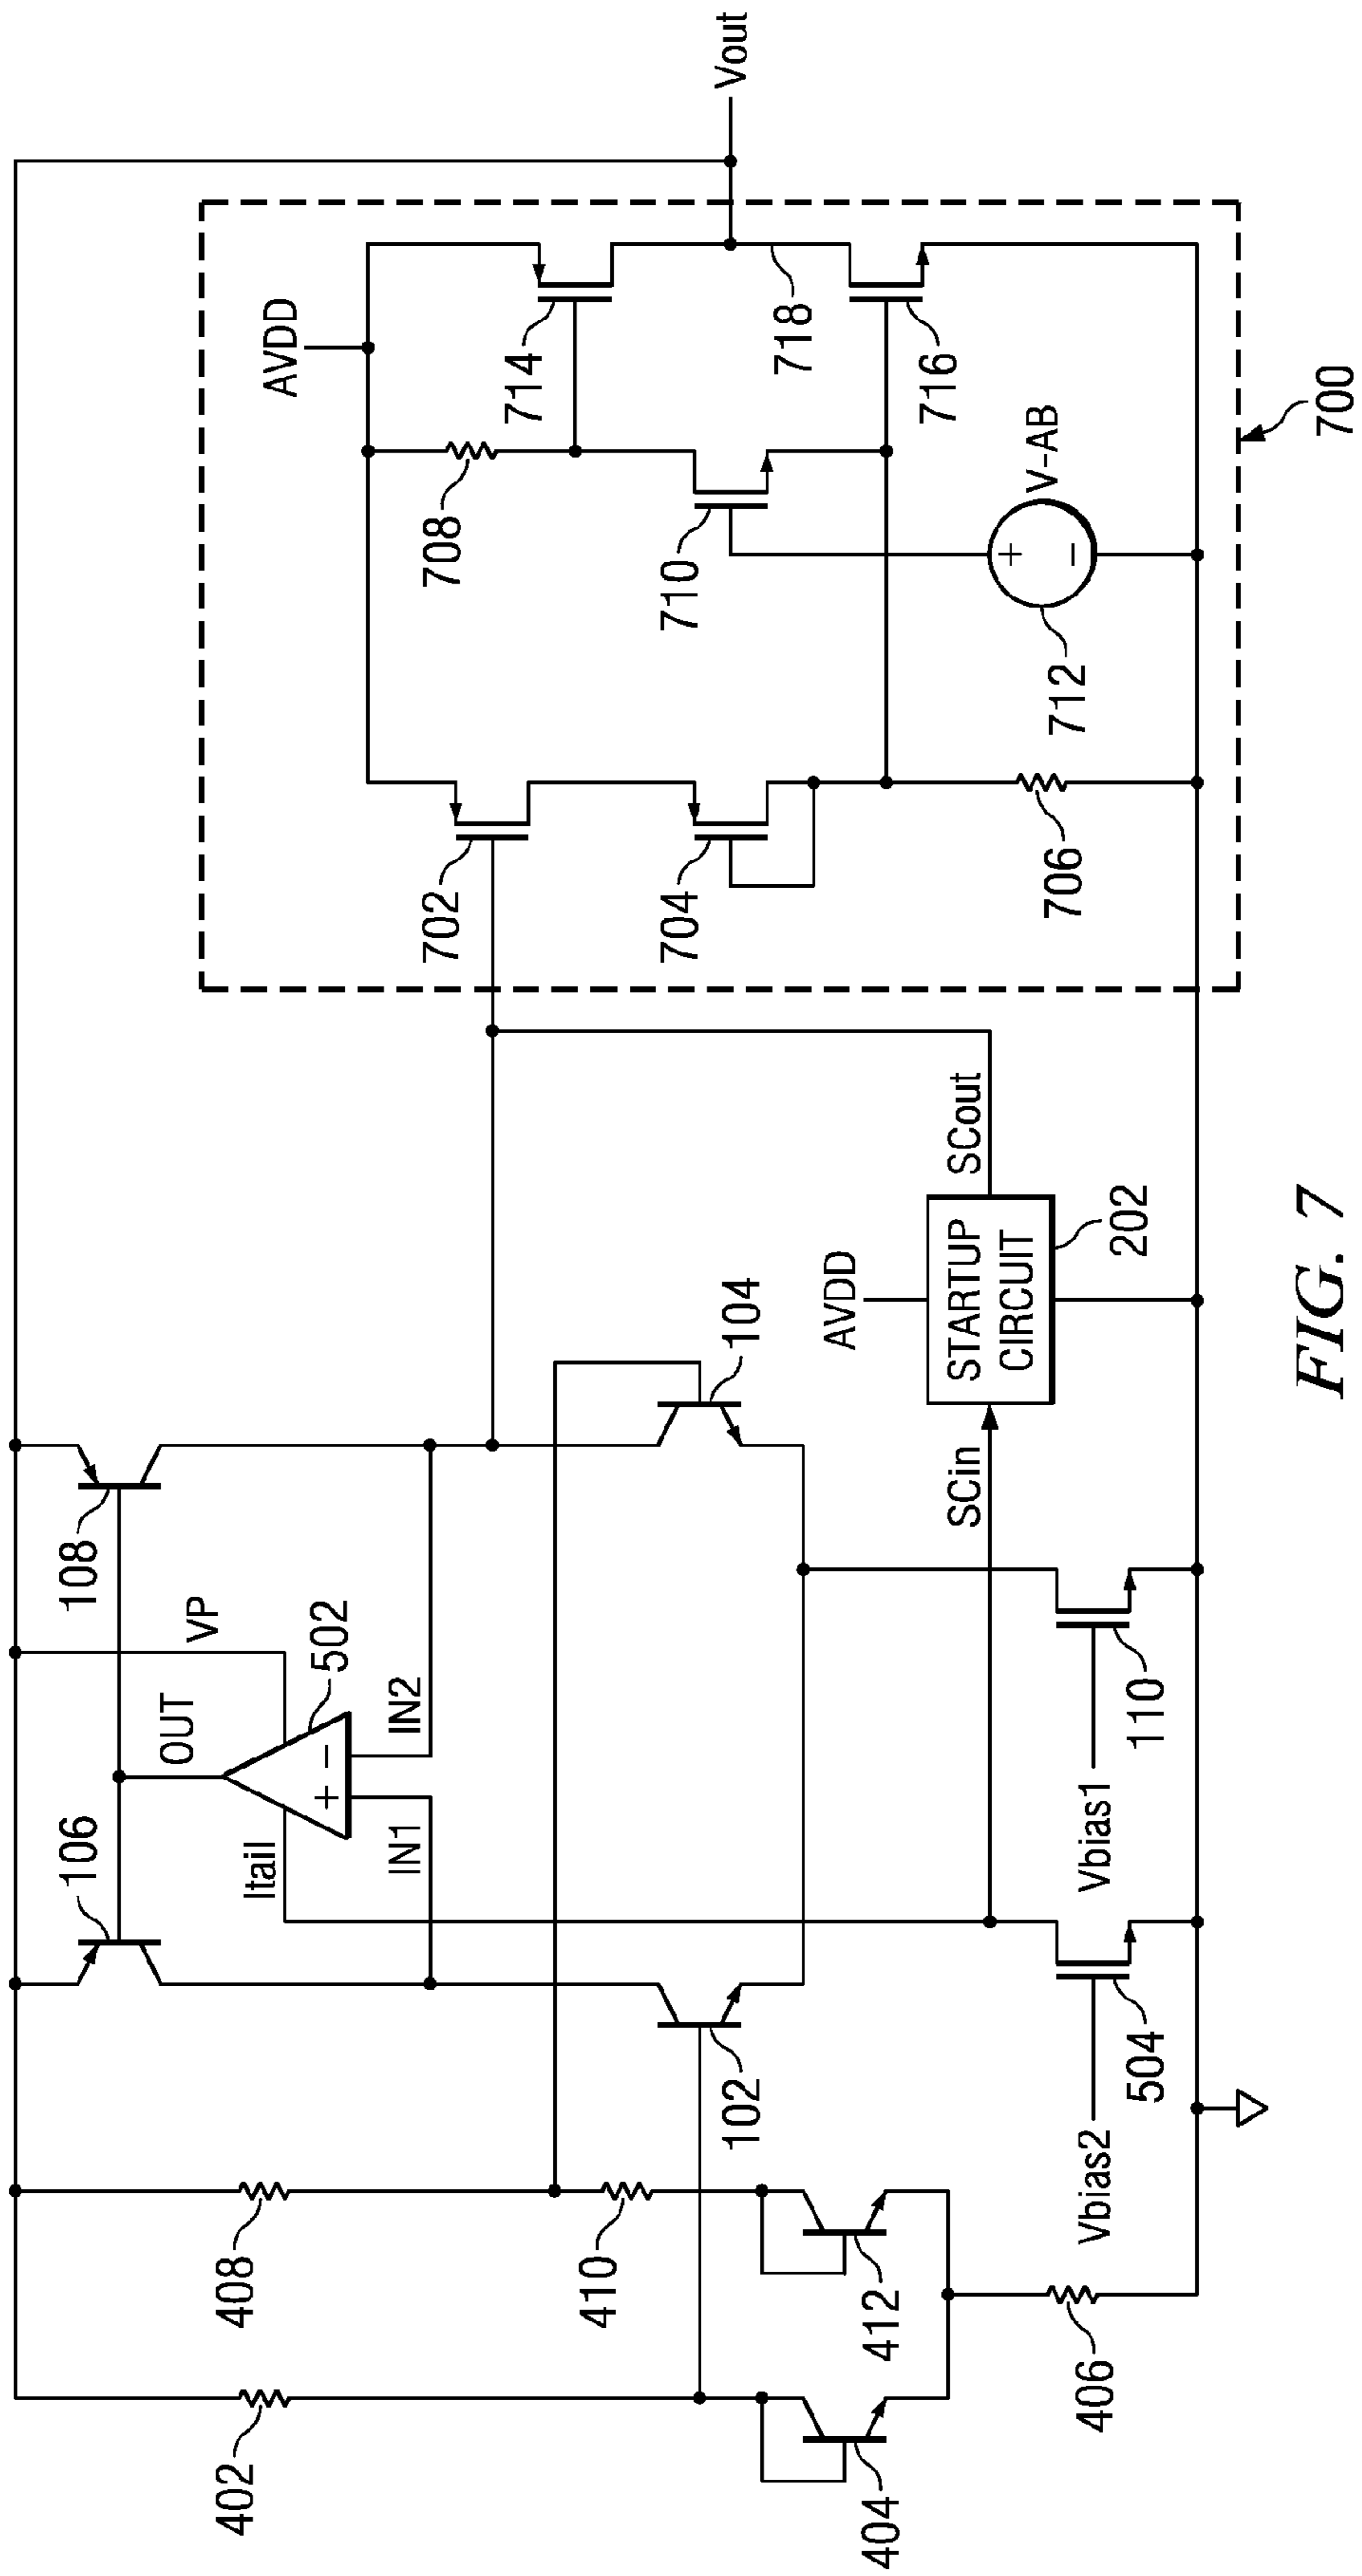 402
404
408
410
412
406
106
102
Itail
OUT
VP
IN1
IN2
502
108
104
Vbias2
504
Vbias1
110
SCin
AVDD
STARTUP
CIRCUIT
202
SCout
702
704
706
AVDD
708
710
712
V-AB
714
718
716
Vout
700
FIG. 7
+
−
+
−